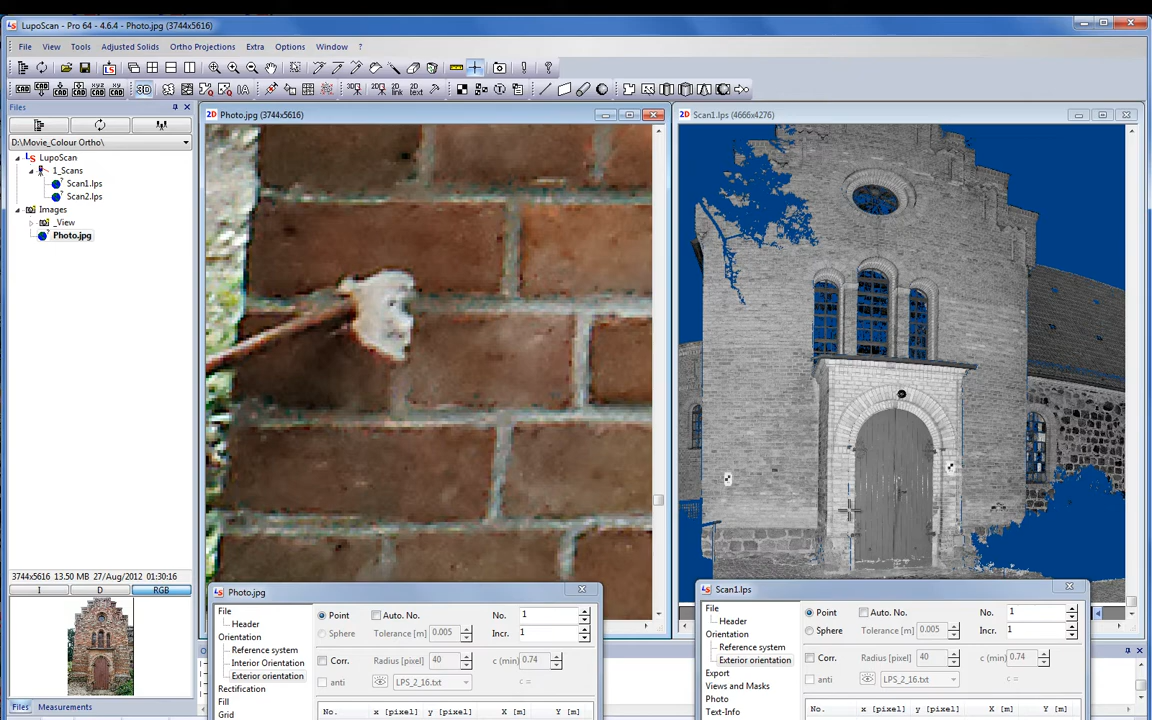 LupoScan - Pro 64 - 4.6.4 - Photo.jpg (3744x5616)
File View Tools Adjusted Solids Ortho Projections Extra Options Window ?
Files
D:\Movie_Colour Ortho\
LupoScan
1_Scans
Scan1.lps
Scan2.lps
Images
_View
Photo.jpg
3744x5616 13.50 MB 27/Aug/2012 01:30:16
I D RGB
Files Measurements
2D Photo.jpg (3744x5616)
2D Scan1.lps (4666x4276)
Photo.jpg
File
Header
Orientation
Reference system
Interior Orientation
Exterior orientation
Rectification
Fill
Grid
Point Auto. No. No. 1
Sphere Tolerance [m] 0.005 Incr. 1
Corr. Radius [pixel] 40 c (min) 0.74
anti LPS_2_16.txt c =
No. x [pixel] y [pixel] X [m] Y [m]
Scan1.lps
File
Header
Orientation
Reference system
Exterior orientation
Export
Views and Masks
Photo
Text-Info
Point Auto. No. No. 1
Sphere Tolerance [m] 0.005 Incr. 1
Corr. Radius [pixel] 40 c (min) 0.74
anti LPS_2_16.txt c =
No. x [pixel] y [pixel] X [m] Y [m]